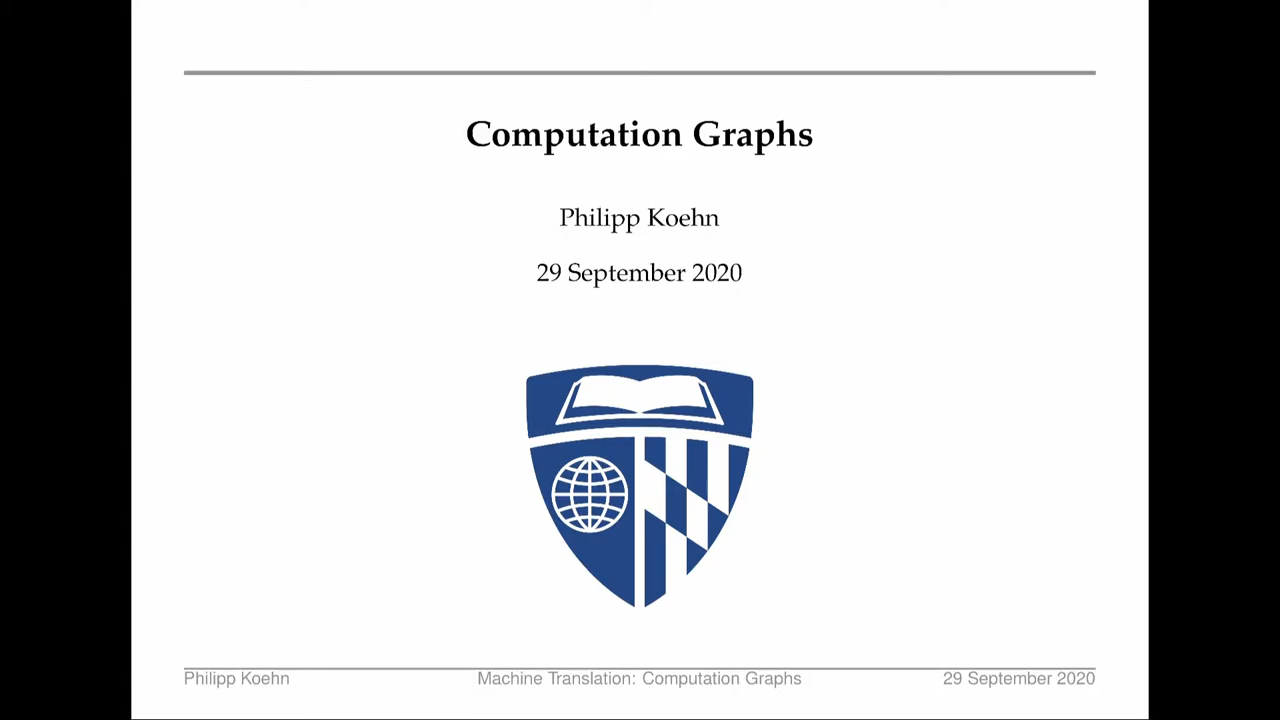 Computation Graphs
Philipp Koehn
29 September 2020
Philipp Koehn
Machine Translation: Computation Graphs
29 September 2020